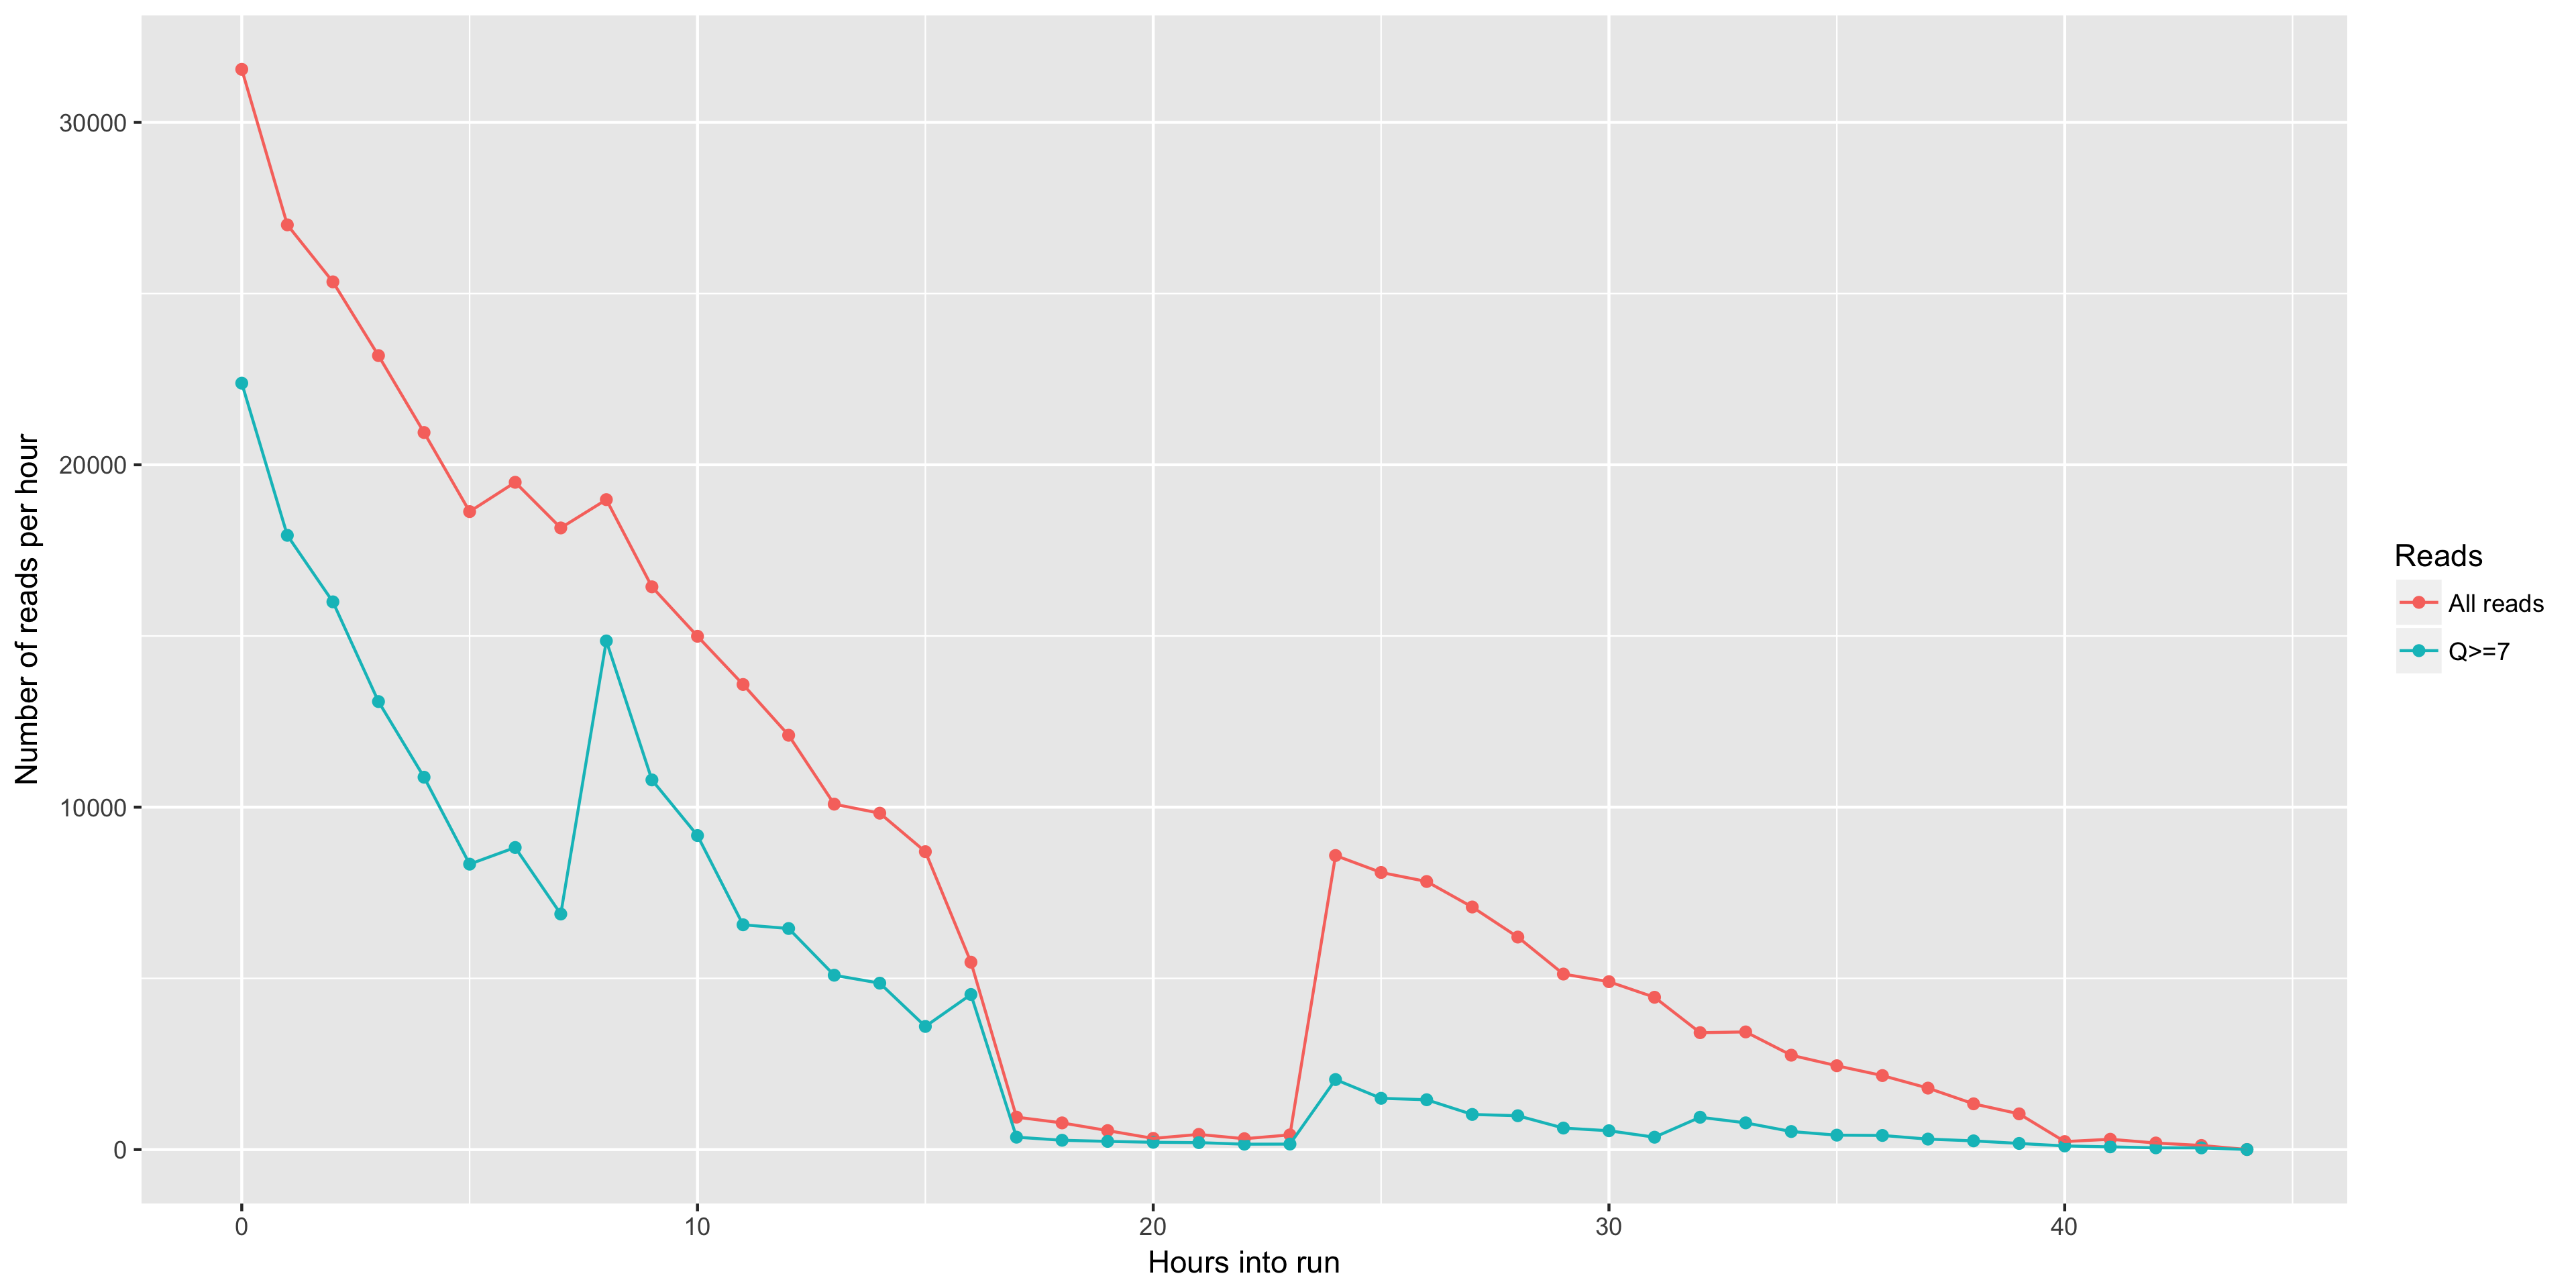 Number of reads per hour
30000
20000
10000
0
0 10 20 30 40
Hours into run
Reads
All reads
Q>=7